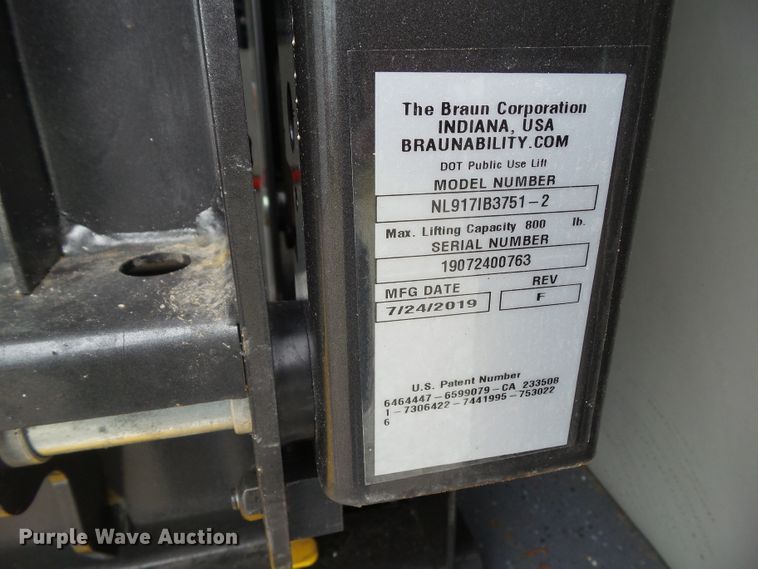 The Braun Corporation
INDIANA, USA
BRAUNABILITY.COM
DOT Public Use Lift
MODEL NUMBER
NL917IB3751-2
Max. Lifting Capacity 800 lb.
SERIAL NUMBER
19072400763
MFG DATE REV
7/24/2019 F
U.S. Patent Number
6464447-6599079-CA 233508
1-7306422-7441995-753022
6
Purple Wave Auction